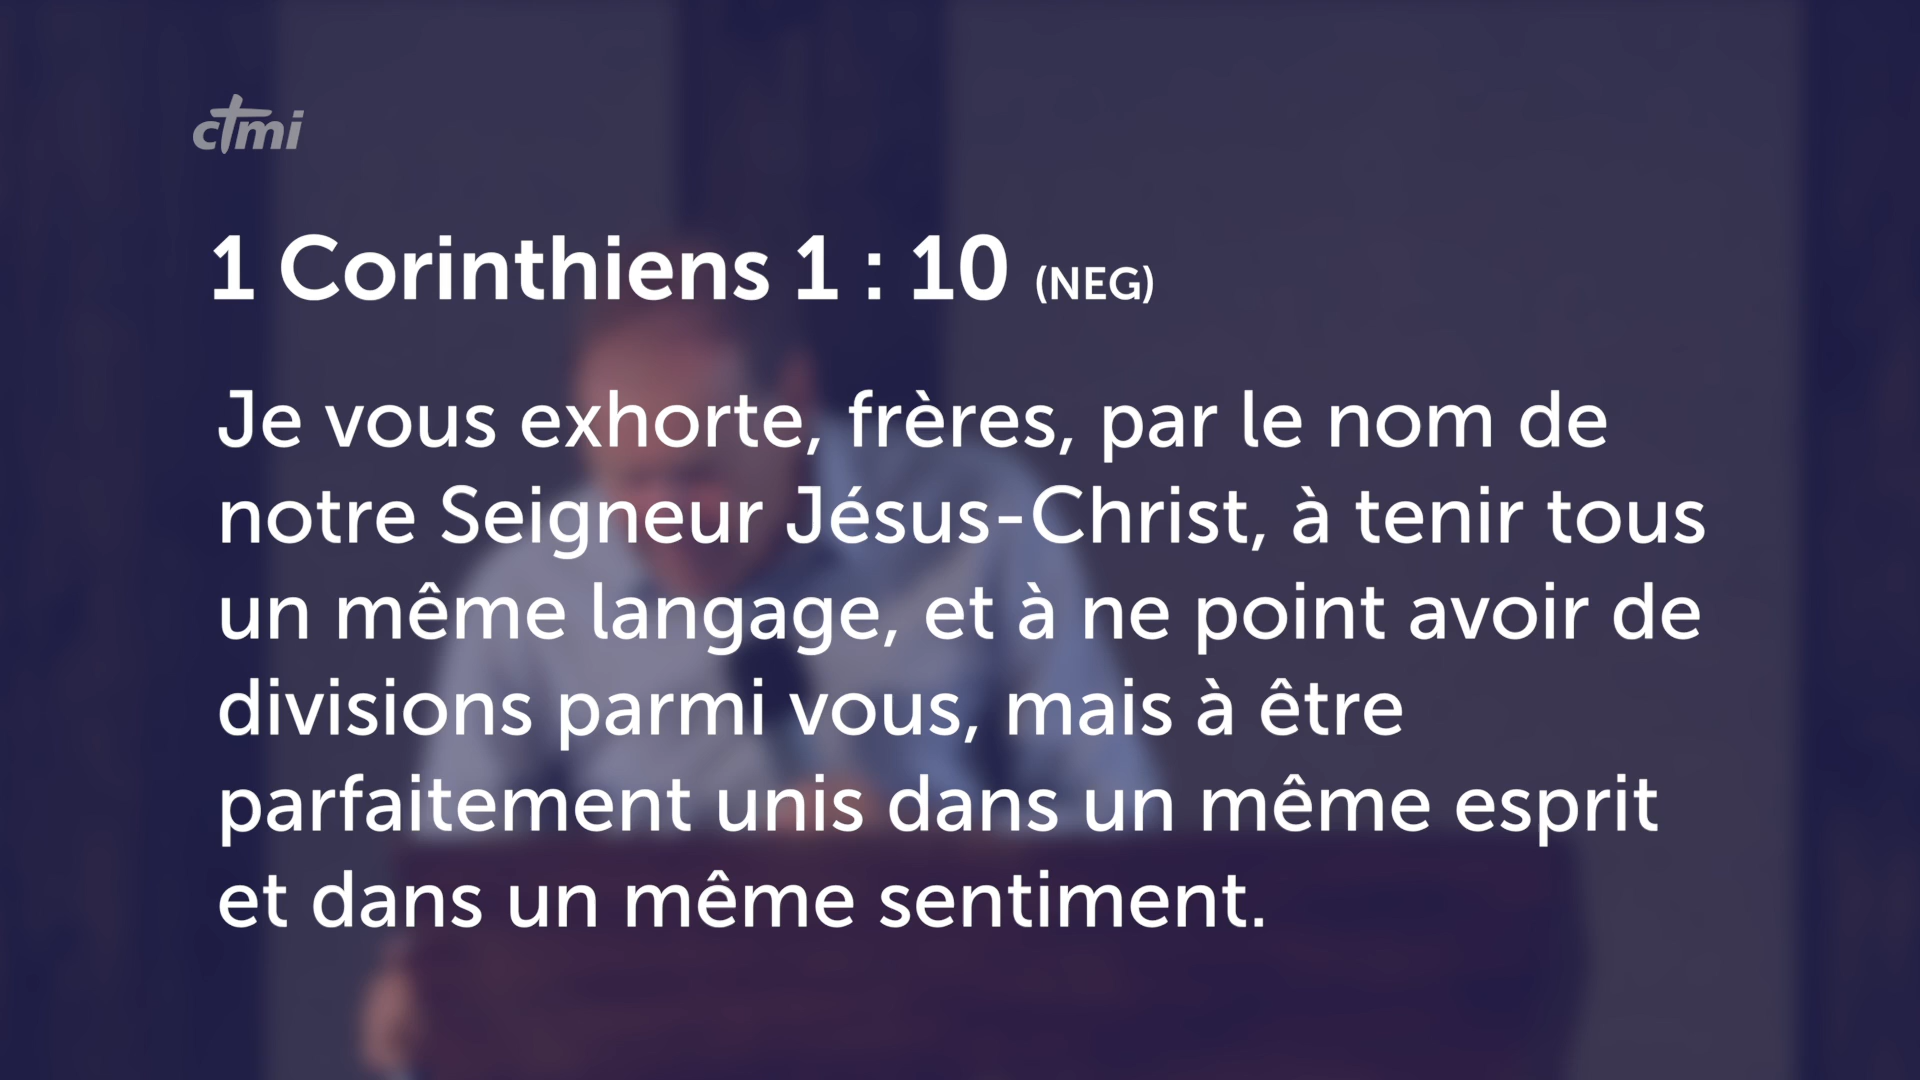 ctmi
1 Corinthiens 1 : 10 (NEG)
Je vous exhorte, frères, par le nom de
notre Seigneur Jésus-Christ, à tenir tous
un même langage, et à ne point avoir de
divisions parmi vous, mais à être
parfaitement unis dans un même esprit
et dans un même sentiment.